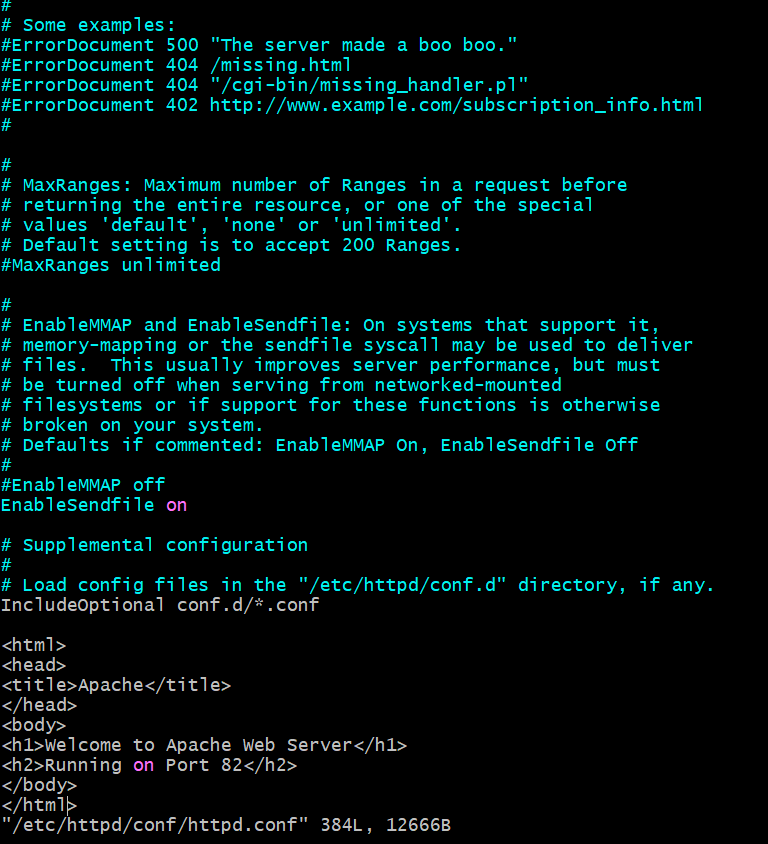 #
# Some examples:
#ErrorDocument 500 "The server made a boo boo."
#ErrorDocument 404 /missing.html
#ErrorDocument 404 "/cgi-bin/missing_handler.pl"
#ErrorDocument 402 http://www.example.com/subscription_info.html
#
#
# MaxRanges: Maximum number of Ranges in a request before
# returning the entire resource, or one of the special
# values 'default', 'none' or 'unlimited'.
# Default setting is to accept 200 Ranges.
#MaxRanges unlimited
#
# EnableMMAP and EnableSendfile: On systems that support it,
# memory-mapping or the sendfile syscall may be used to deliver
# files.  This usually improves server performance, but must
# be turned off when serving from networked-mounted
# filesystems or if support for these functions is otherwise
# broken on your system.
# Defaults if commented: EnableMMAP On, EnableSendfile Off
#
#EnableMMAP off
EnableSendfile on
# Supplemental configuration
#
# Load config files in the "/etc/httpd/conf.d" directory, if any.
IncludeOptional conf.d/*.conf
<html>
<head>
<title>Apache</title>
</head>
<body>
<h1>Welcome to Apache Web Server</h1>
<h2>Running on Port 82</h2>
</body>
</html>
"/etc/httpd/conf/httpd.conf" 384L, 12666B